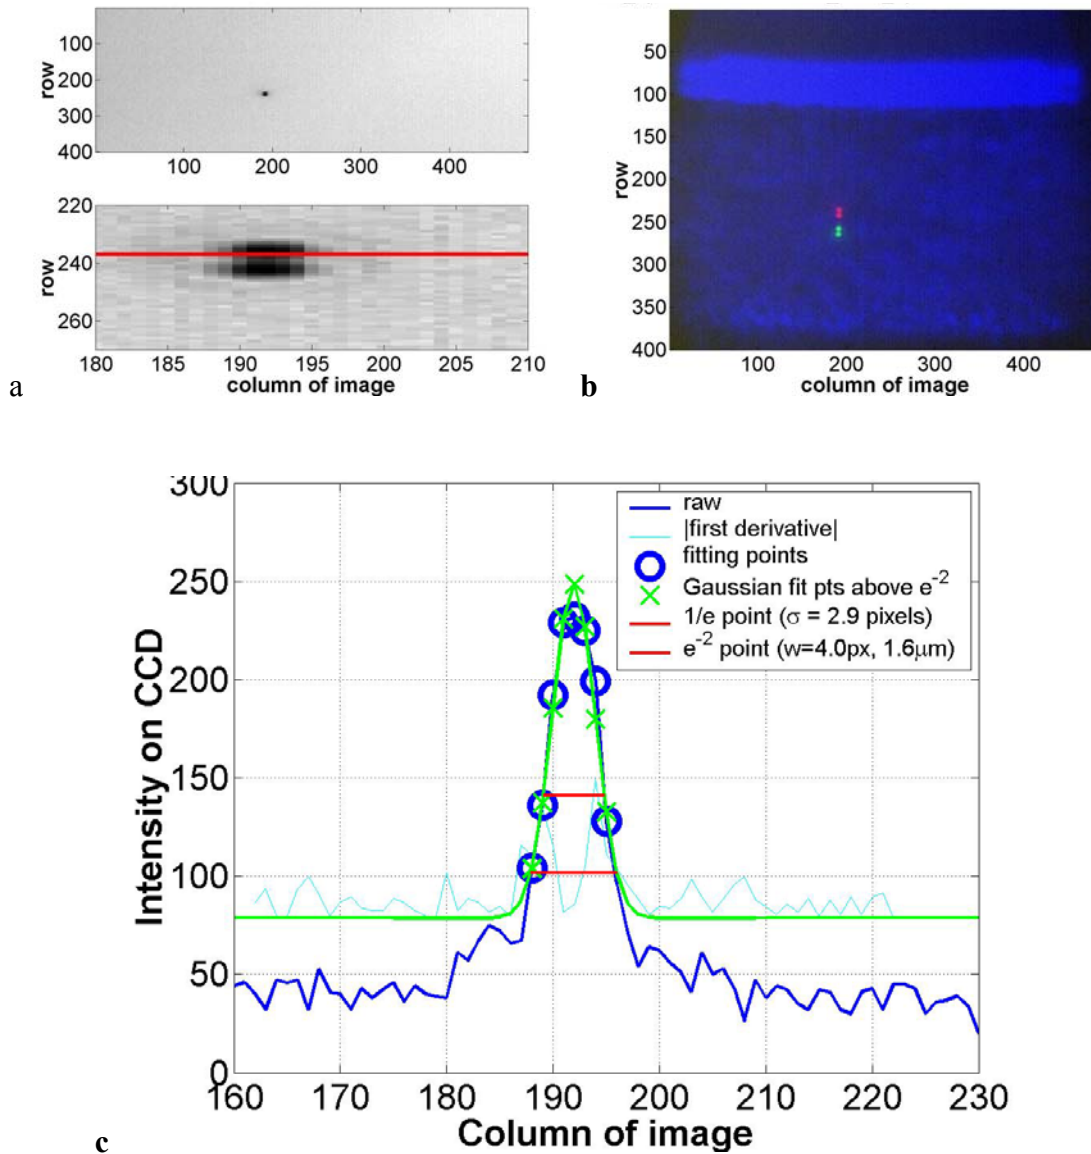 100
200
300
400
row
100 200 300 400
220
240
260
row
180 185 190 195 200 205 210
column of image
a
50
100
150
200
250
300
350
400
row
100 200 300 400
column of image
b
300
250
200
150
100
50
0
Intensity on CCD
raw
|first derivative|
fitting points
Gaussian fit pts above e⁻²
1/e point (σ = 2.9 pixels)
e⁻² point (w=4.0px, 1.6μm)
160 170 180 190 200 210 220 230
Column of image
c